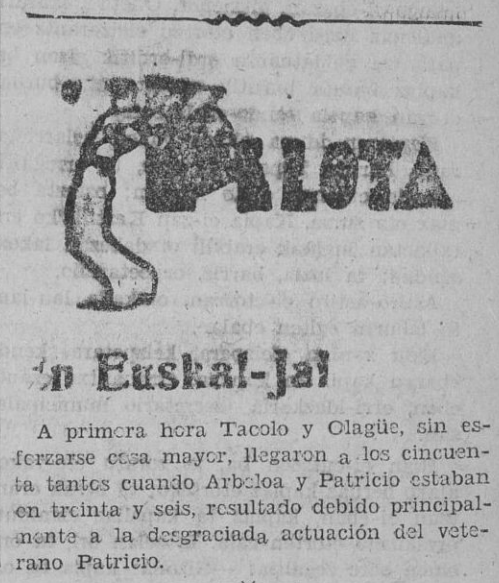 PALOTA
En Euskal-Jai
A primera hora Tacolo y Olagüe, sin es-
forzarse cosa mayor, llegaron a los cincuen-
ta tantos cuando Arbeloa y Patricio estaban
en treinta y seis, resultado debido principal-
mente a la desgraciada actuación del vete-
rano Patricio.